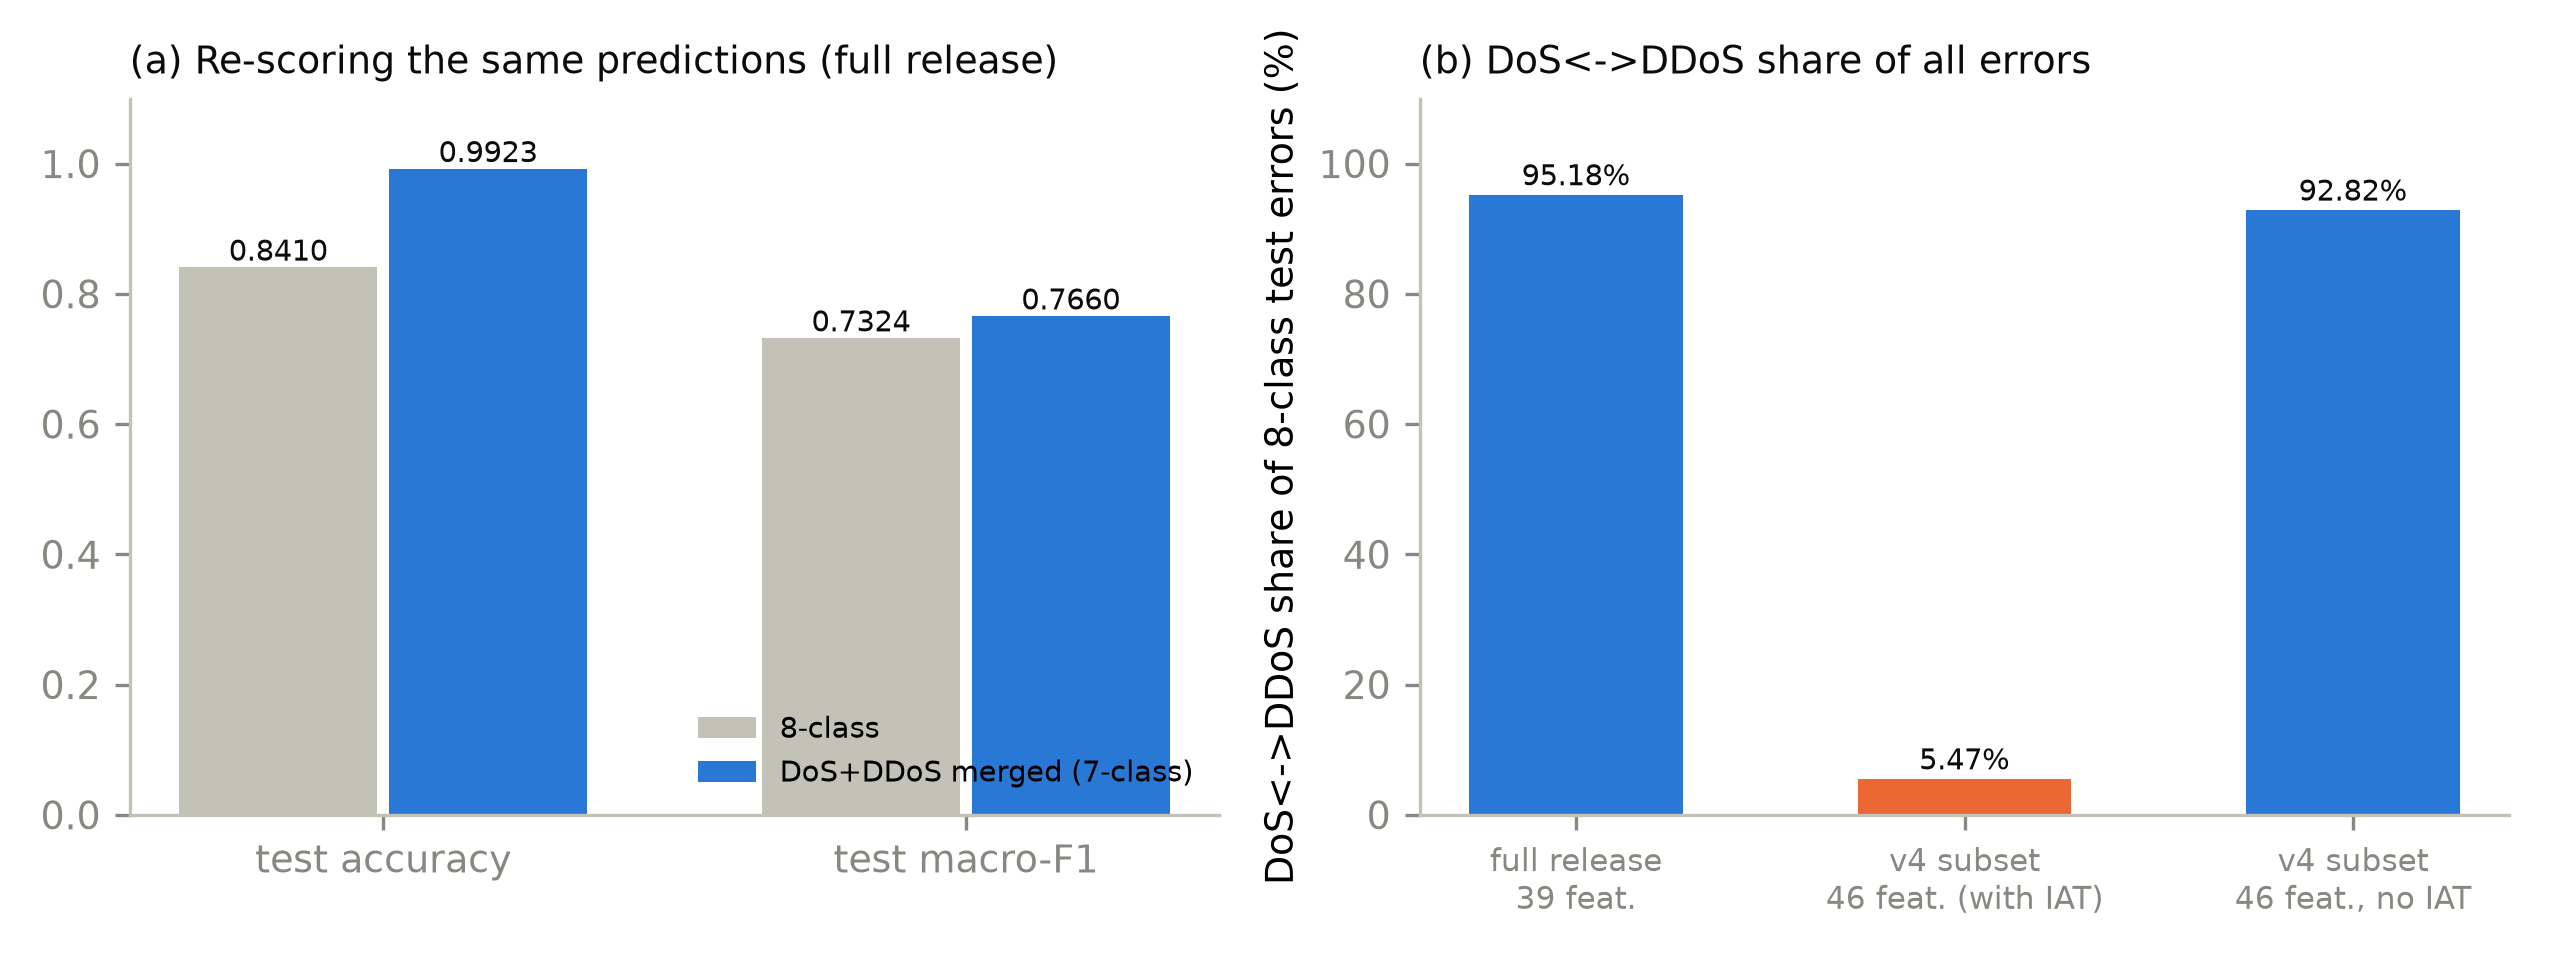 (a) Re-scoring the same predictions (full release)
1.0
0.8
0.6
0.4
0.2
0.0
0.8410
0.9923
0.7324
0.7660
8-class
DoS+DDoS merged (7-class)
test accuracy
test macro-F1
(b) DoS<->DDoS share of all errors
DoS<->DDoS share of 8-class test errors (%)
100
80
60
40
20
0
95.18%
5.47%
92.82%
full release
39 feat.
v4 subset
46 feat. (with IAT)
v4 subset
46 feat., no IAT